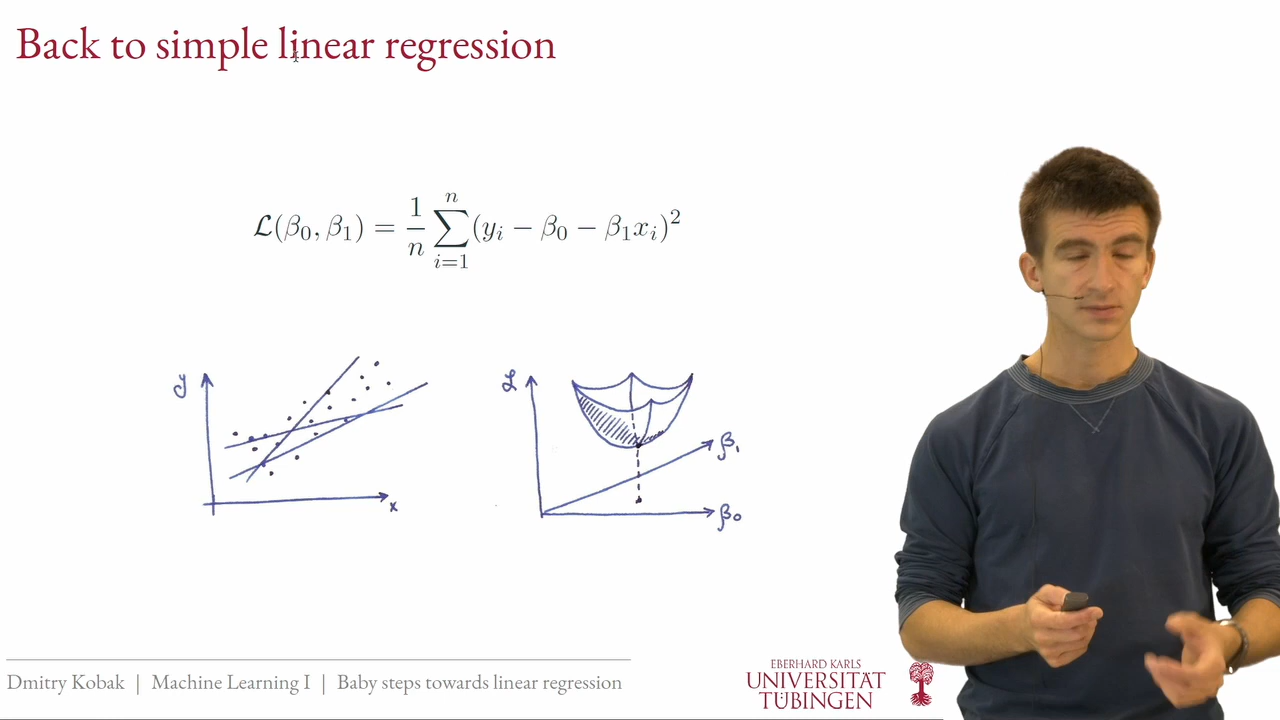 Back to simple linear regression
ℒ(β₀, β₁) = 1/n ∑ᵢ₌₁ⁿ (yᵢ − β₀ − β₁xᵢ)²
y
x
ℒ
β₁
β₀
Dmitry Kobak | Machine Learning I | Baby steps towards linear regression
EBERHARD KARLS
UNIVERSITÄT
TÜBINGEN